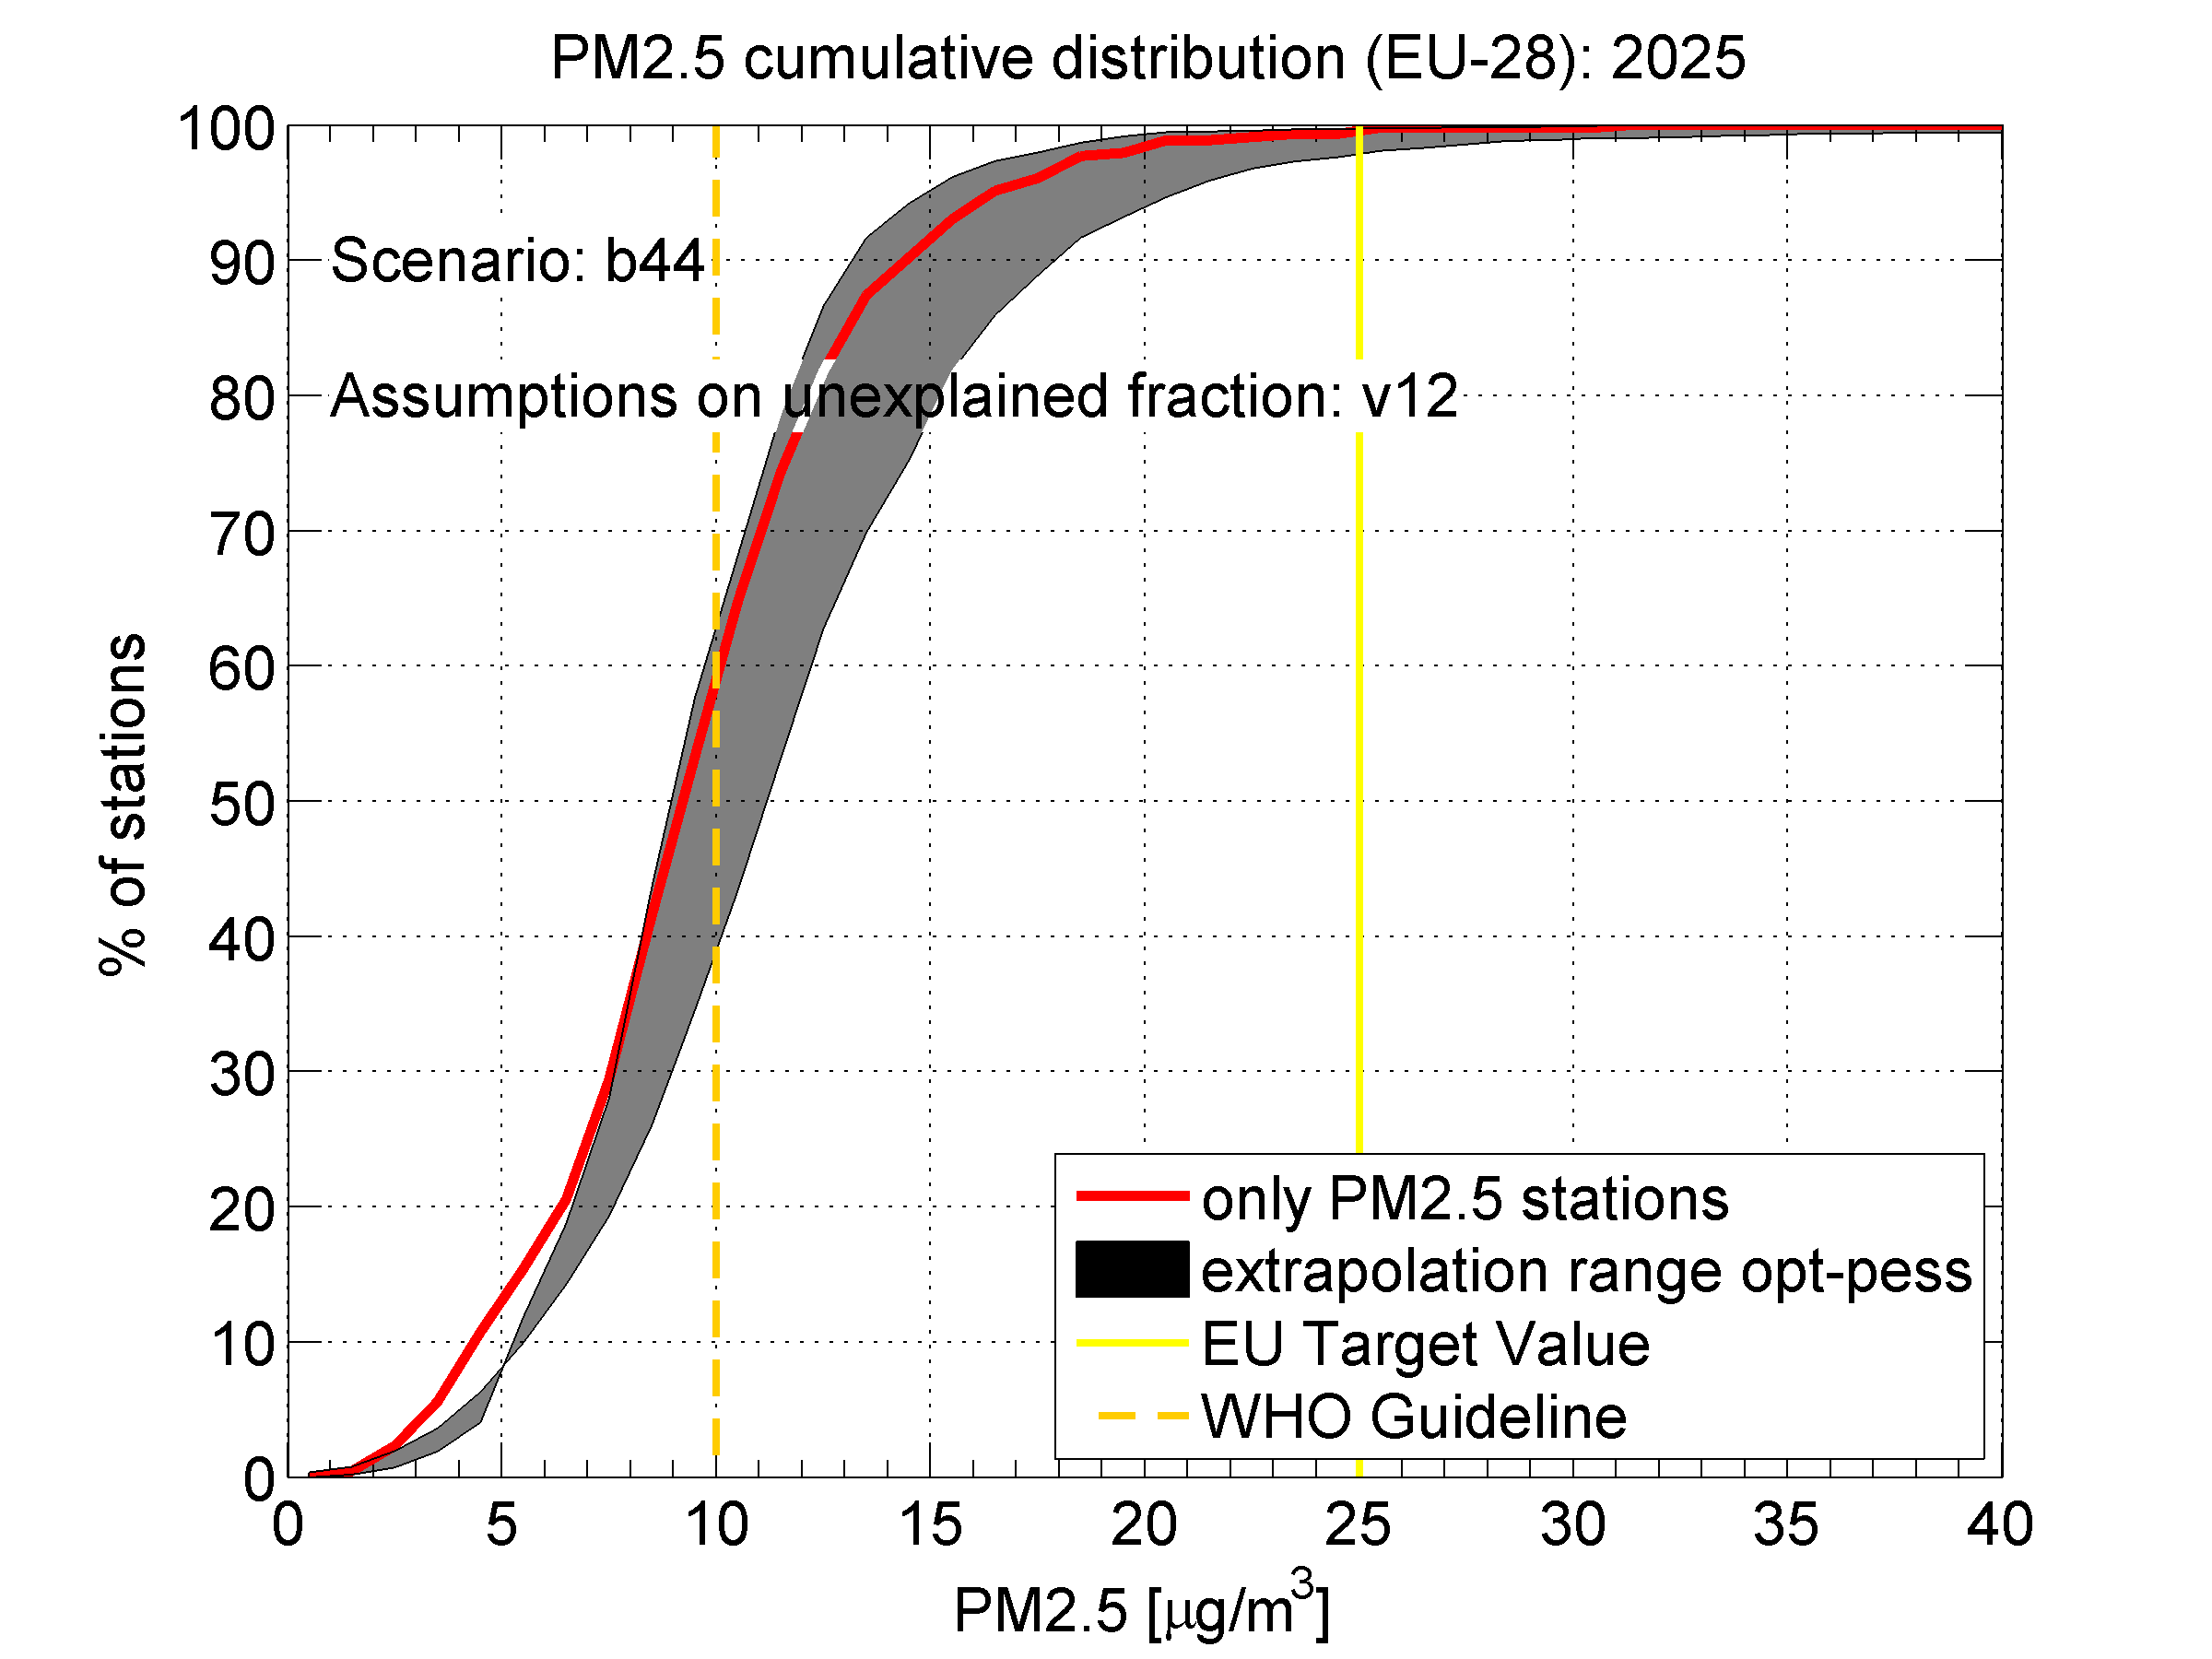 PM2.5 cumulative distribution (EU-28): 2025
100
90
80
70
60
50
40
30
20
10
0
% of stations
Scenario: b44
Assumptions on unexplained fraction: v12
only PM2.5 stations
extrapolation range opt-pess
EU Target Value
WHO Guideline
0 5 10 15 20 25 30 35 40
PM2.5 [µg/m³]